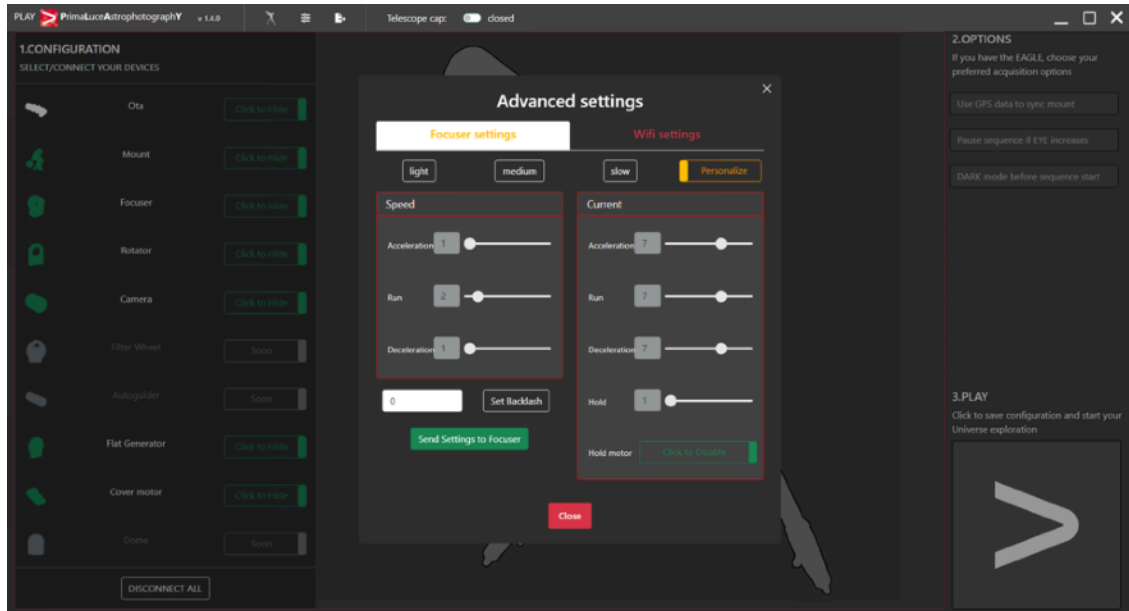 PLAY PrimaLuceAstrophotographY v 1.4.0
Telescope cap: closed
1.CONFIGURATION
SELECT/CONNECT YOUR DEVICES
Ota Click to Hide
Mount Click to Hide
Focuser Click to Hide
Rotator Click to Hide
Camera Click to Hide
Filter Wheel Soon
Autoguider Soon
Flat Generator Click to Hide
Cover motor Click to Hide
Dome Soon
DISCONNECT ALL
Advanced settings
Focuser settings Wifi settings
light medium slow Personalize
Speed
Acceleration 1
Run 2
Deceleration 1
0 Set Backlash
Send Settings to Focuser
Current
Acceleration 7
Run 7
Deceleration 7
Hold 1
Hold motor Click to Disable
Close
2.OPTIONS
If you have the EAGLE, choose your
preferred acquisition options
Use GPS data to sync mount
Pause sequence if EYE increases
DARK mode before sequence start
3.PLAY
Click to save configuration and start your
Universe exploration